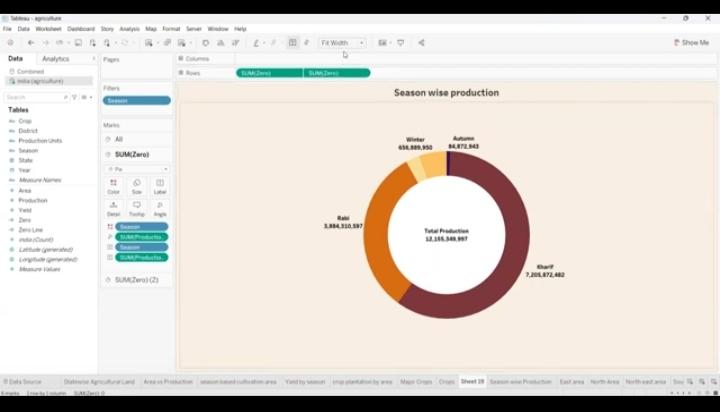 Tableau - agriculture
File Data Worksheet Dashboard Story Analysis Map Format Server Window Help
Fit Width
Show Me
Data Analytics
Pages
Columns
Combined
india (agriculture)
Rows SUM(Zero) SUM(Zero)
Search
Filters
Season wise production
Season
Tables
Crop
District
Production Units
Season
State
Year
Measure Names
Area
Production
Yield
Zero
Zero Line
india (Count)
Latitude (generated)
Longitude (generated)
Measure Values
Marks
All
SUM(Zero)
Pie
Color Size Label
Detail Tooltip Angle
Season
SUM(Productio..
Season
SUM(Productio..
SUM(Zero) (2)
Winter
656,889,950
Autumn
84,872,943
Rabi
3,884,310,597
Total Production
12,155,349,997
Kharif
7,205,872,482
Data Source Statewise Agricultural Land Area vs Production season based cultivation area Yield by season crop plantation by area Major Crops Crops Sheet 19 Season wise Production East area North Area North east area
1 row by 1 column SUM(Zero): 0